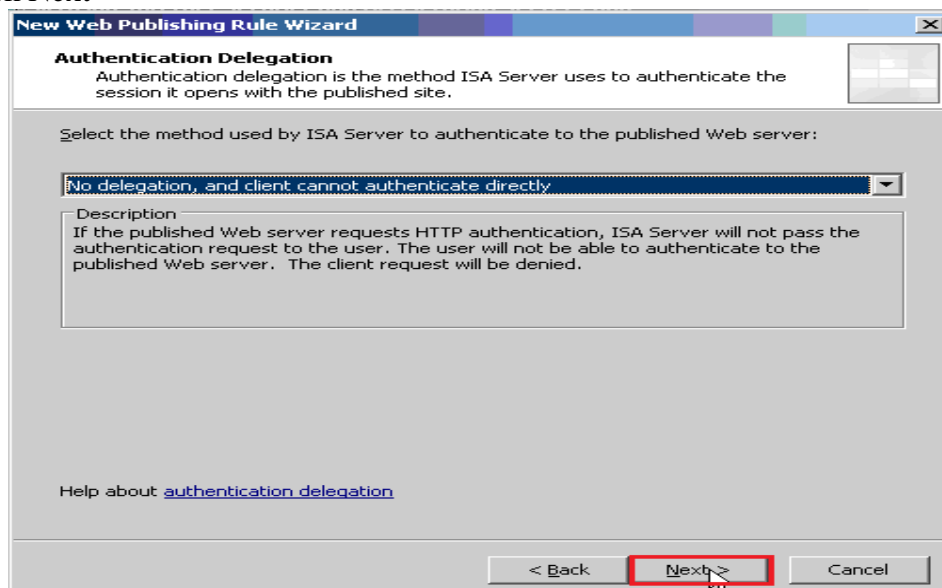 New Web Publishing Rule Wizard
Authentication Delegation
Authentication delegation is the method ISA Server uses to authenticate the
session it opens with the published site.
Select the method used by ISA Server to authenticate to the published Web server:
No delegation, and client cannot authenticate directly
Description
If the published Web server requests HTTP authentication, ISA Server will not pass the
authentication request to the user. The user will not be able to authenticate to the
published Web server. The client request will be denied.
Help about authentication delegation
< Back Next > Cancel